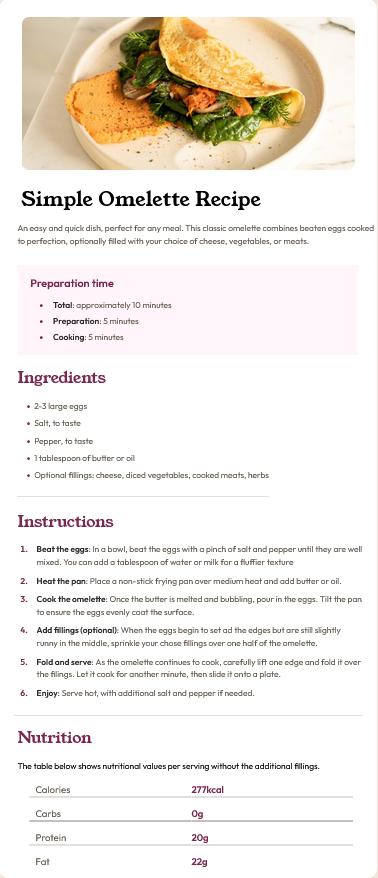 Simple Omelette Recipe
An easy and quick dish, perfect for any meal. This classic omelette combines beaten eggs cooked
to perfection, optionally filled with your choice of cheese, vegetables, or meats.
Preparation time
• Total: approximately 10 minutes
• Preparation: 5 minutes
• Cooking: 5 minutes
Ingredients
• 2-3 large eggs
• Salt, to taste
• Pepper, to taste
• 1 tablespoon of butter or oil
• Optional fillings: cheese, diced vegetables, cooked meats, herbs
Instructions
1. Beat the eggs: In a bowl, beat the eggs with a pinch of salt and pepper until they are well
mixed. You can add a tablespoon of water or milk for a fluffier texture
2. Heat the pan: Place a non-stick frying pan over medium heat and add butter or oil.
3. Cook the omelette: Once the butter is melted and bubbling, pour in the eggs. Tilt the pan
to ensure the eggs evenly coat the surface.
4. Add fillings (optional): When the eggs begin to set ad the edges but are still slightly
runny in the middle, sprinkle your chose fillings over one half of the omelette.
5. Fold and serve: As the omelette continues to cook, carefully lift one edge and fold it over
the fillings. Let it cook for another minute, then slide it onto a plate.
6. Enjoy: Serve hot, with additional salt and pepper if needed.
Nutrition
The table below shows nutritional values per serving without the additional fillings.
Calories 277kcal
Carbs 0g
Protein 20g
Fat 22g